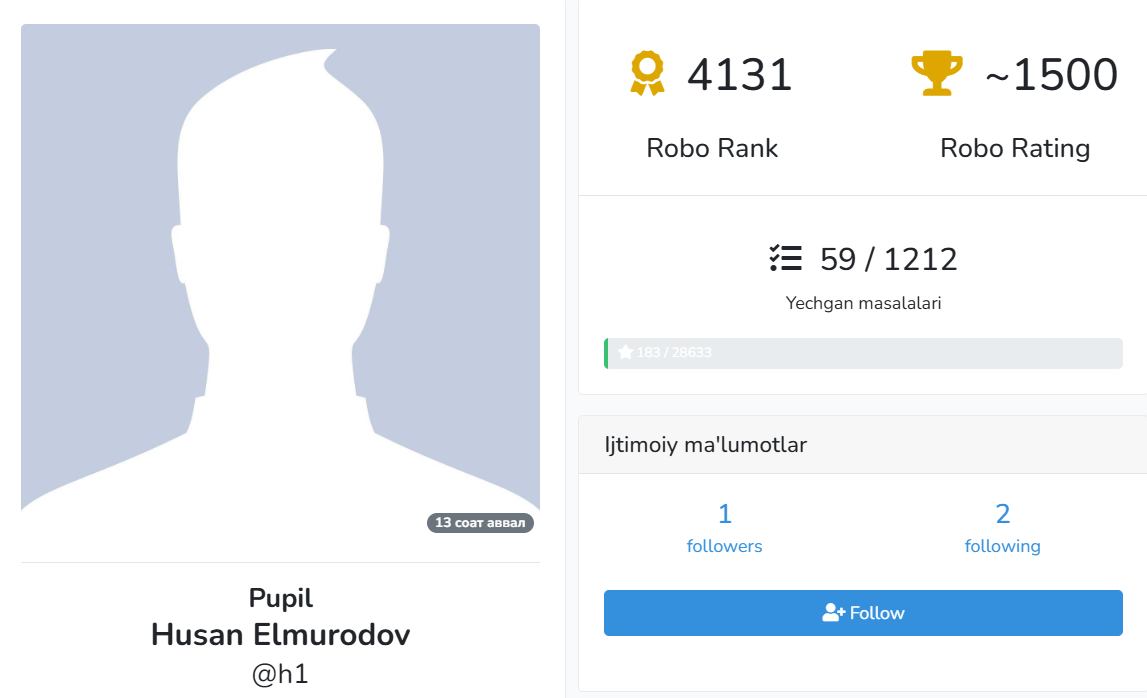 13 соат аввал
Pupil
Husan Elmurodov
@h1
4131
Robo Rank
~1500
Robo Rating
59 / 1212
Yechgan masalalari
183 / 28633
Ijtimoiy ma'lumotlar
1
followers
2
following
Follow